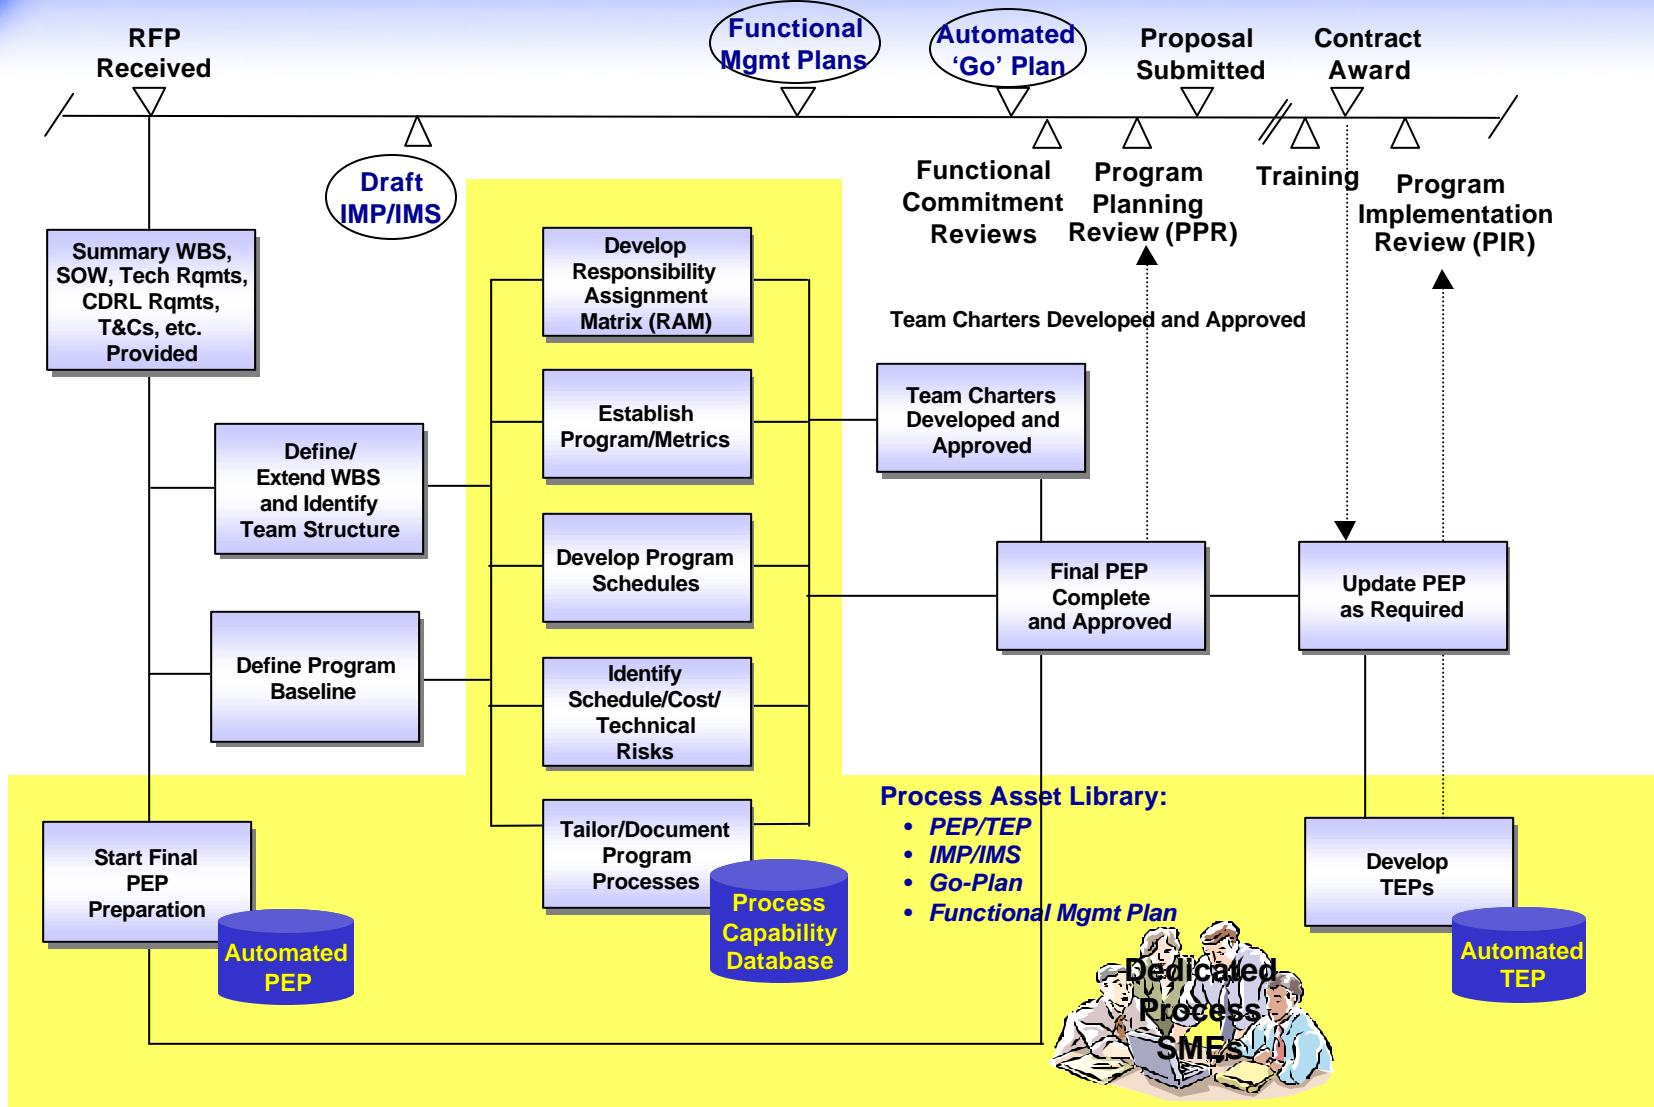 RFP
Received
Functional
Mgmt Plans
Automated
‘Go’ Plan
Proposal
Submitted
Contract
Award
Draft
IMP/IMS
Functional
Commitment
Reviews
Program
Planning
Review (PPR)
Training
Program
Implementation
Review (PIR)
Summary WBS,
SOW, Tech Rqmts,
CDRL Rqmts,
T&Cs, etc.
Provided
Develop
Responsibility
Assignment
Matrix (RAM)
Team Charters Developed and Approved
Establish
Program/Metrics
Team Charters
Developed and
Approved
Define/
Extend WBS
and Identify
Team Structure
Develop Program
Schedules
Final PEP
Complete
and Approved
Update PEP
as Required
Define Program
Baseline
Identify
Schedule/Cost/
Technical
Risks
Start Final
PEP
Preparation
Automated
PEP
Tailor/Document
Program
Processes
Process
Capability
Database
Process Asset Library:
• PEP/TEP
• IMP/IMS
• Go-Plan
• Functional Mgmt Plan
Dedicated
Process
SMEs
Develop
TEPs
Automated
TEP